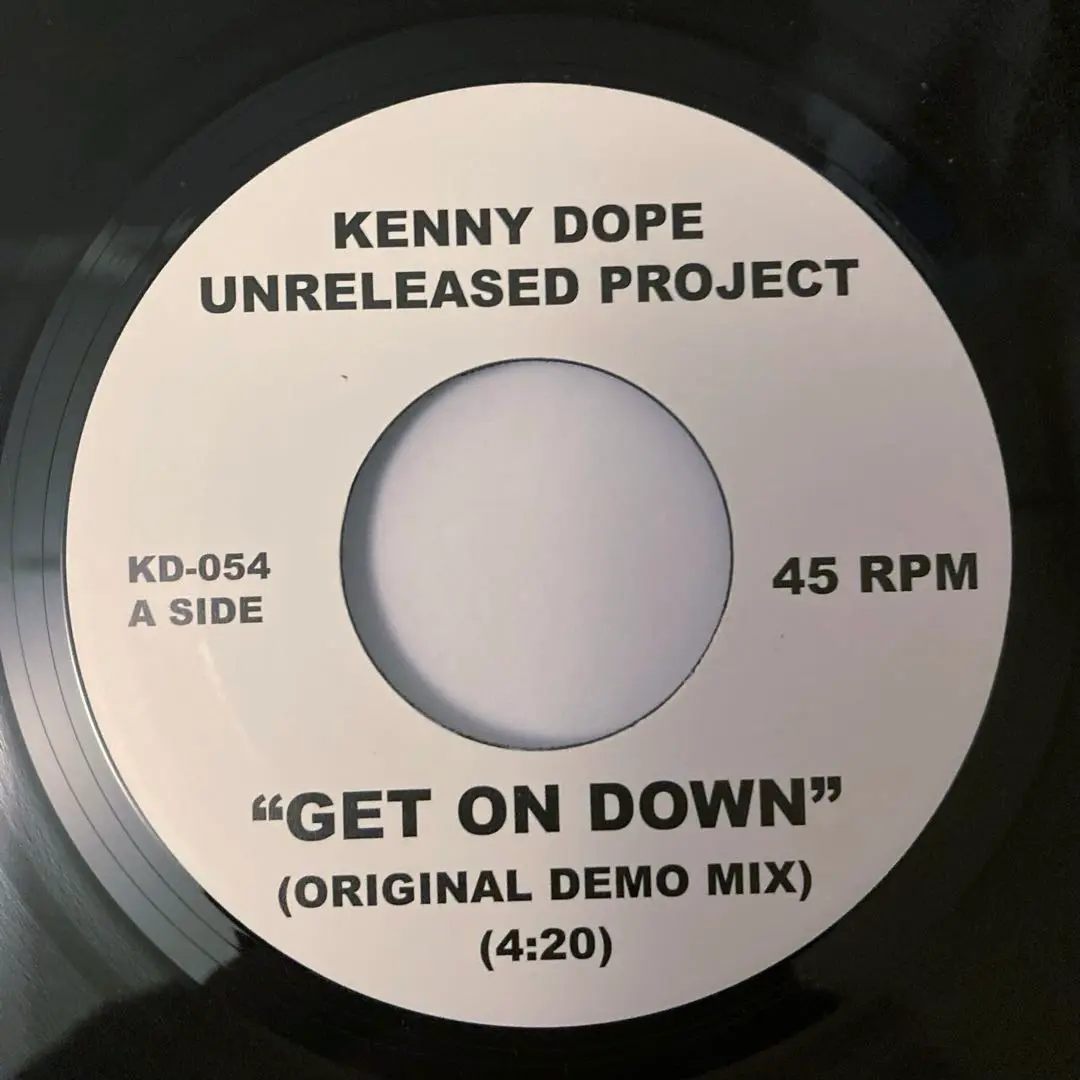 KENNY DOPE
UNRELEASED PROJECT
KD-054
A SIDE
45 RPM
“GET ON DOWN”
(ORIGINAL DEMO MIX)
(4:20)